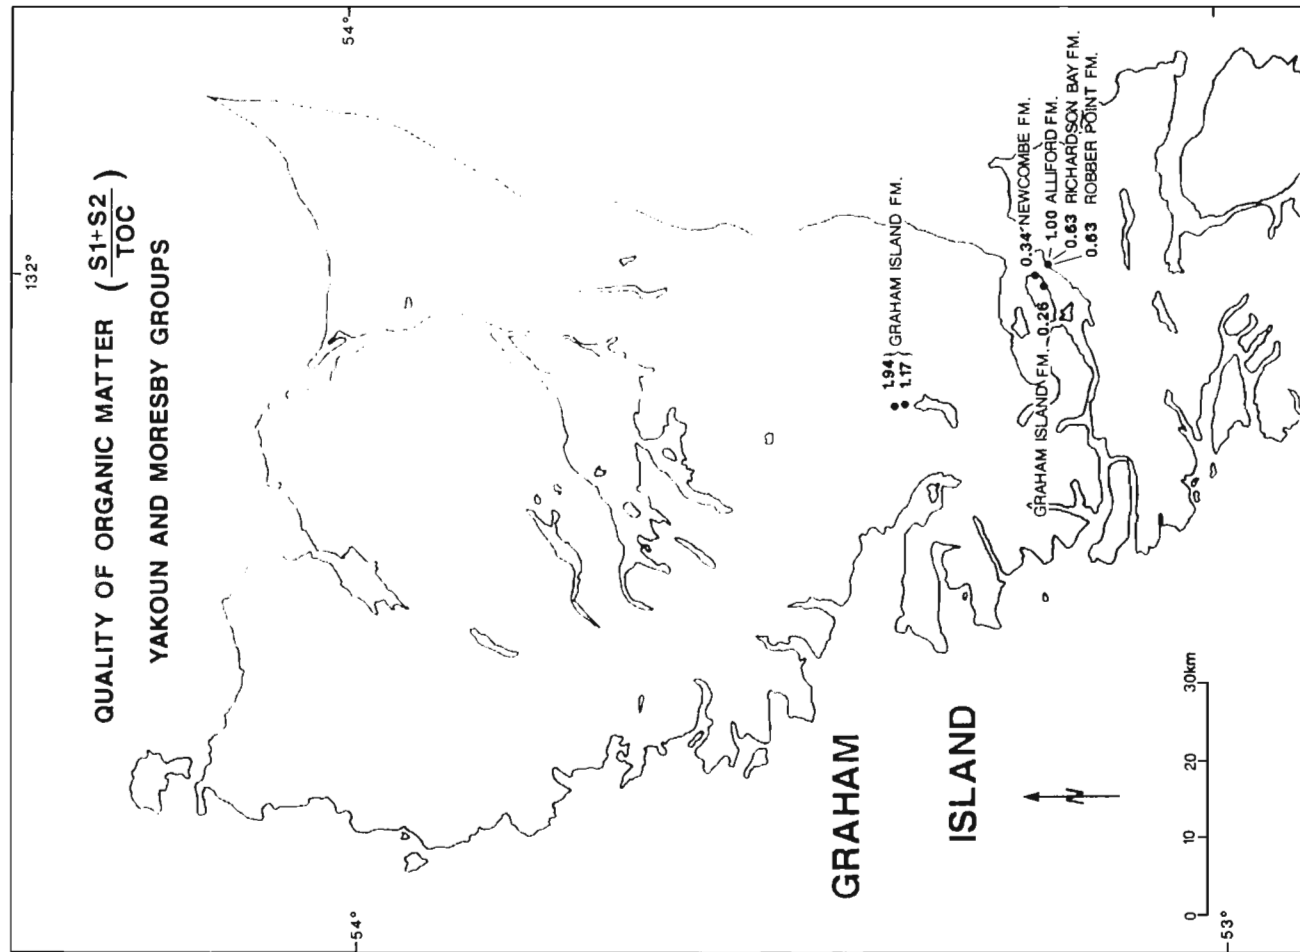 QUALITY OF ORGANIC MATTER (S1+S2
TOC)
YAKOUN AND MORESBY GROUPS
132°
54°
54°
1.94} GRAHAM ISLAND FM.
1.17}
0.34 NEWCOMBE FM.
1.00 ALLIFORD FM.
0.63 RICHARDSON BAY FM.
0.63 ROBBER POINT FM.
GRAHAM ISLAND FM. 0.26
GRAHAM
ISLAND
N
0 10 20 30km
53°